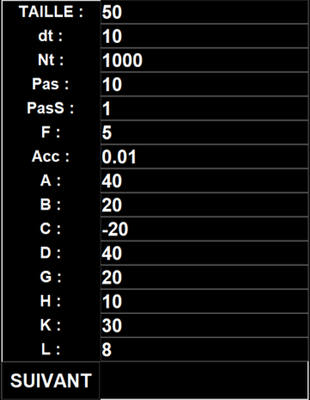 TAILLE : 50
dt : 10
Nt : 1000
Pas : 10
PasS : 1
F : 5
Acc : 0.01
A : 40
B : 20
C : -20
D : 40
G : 20
H : 10
K : 30
L : 8
SUIVANT